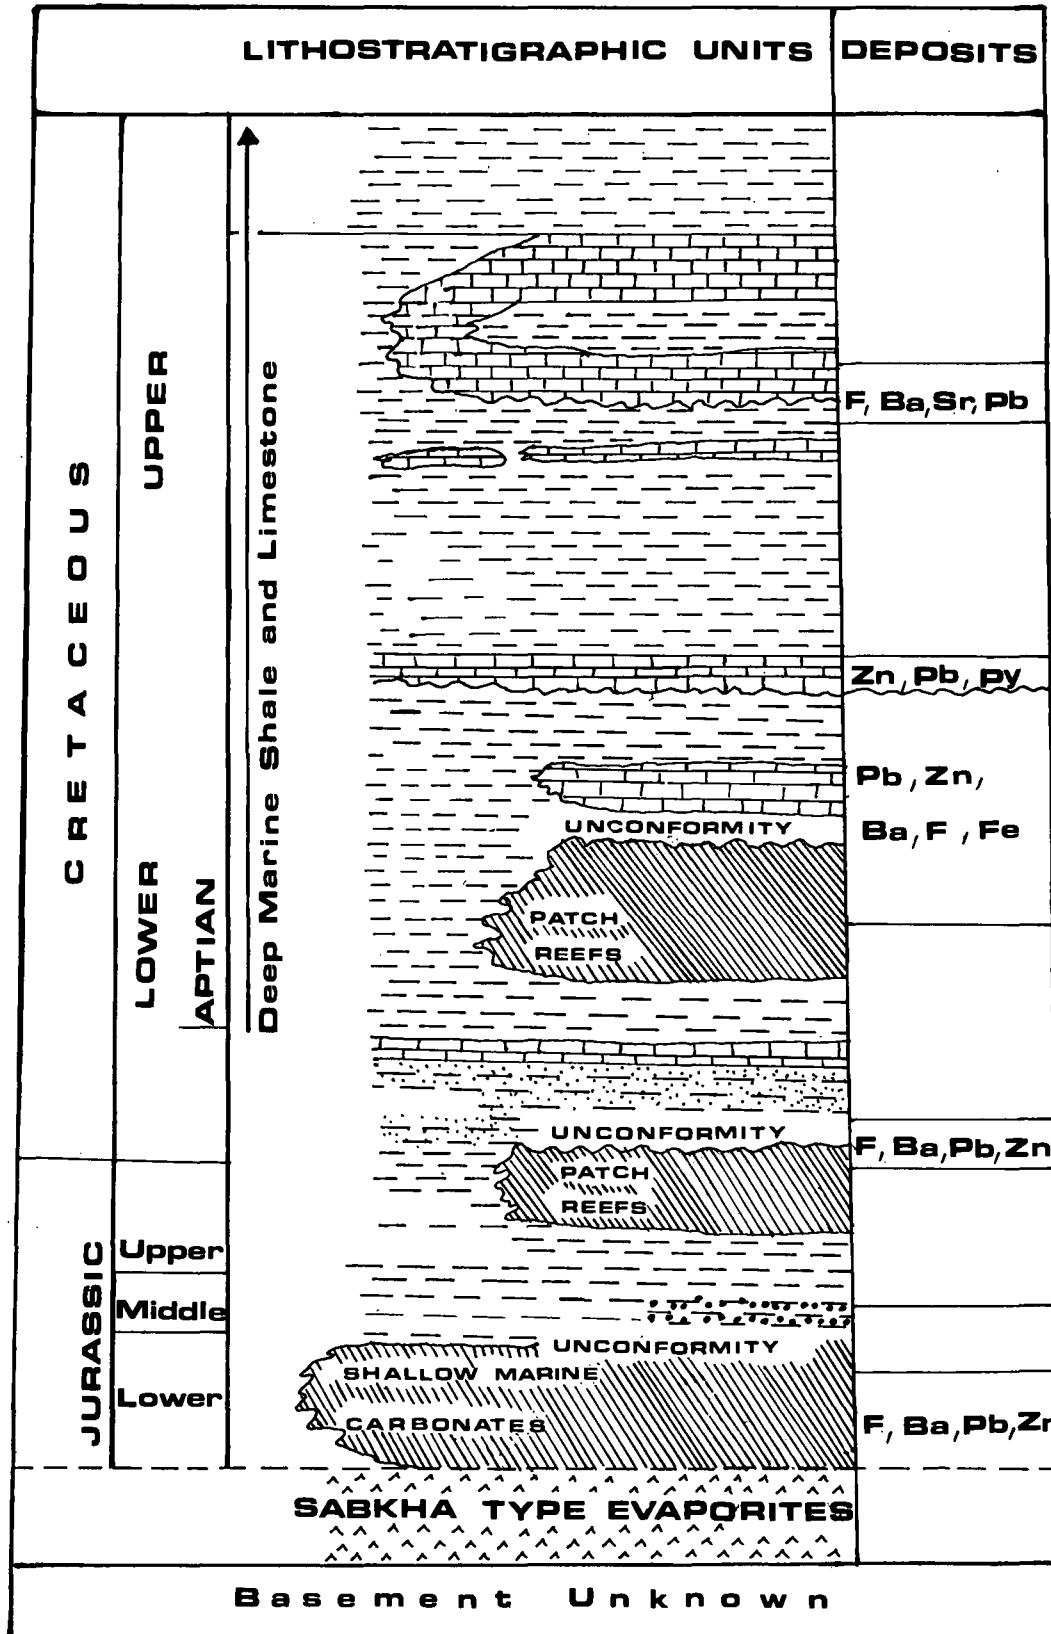 LITHOSTRATIGRAPHIC UNITS
DEPOSITS
CRETACEOUS
UPPER
LOWER
APTIAN
Deep Marine Shale and Limestone
F, Ba, Sr, Pb
Zn, Pb, py
Pb, Zn,
Ba, F, Fe
UNCONFORMITY
PATCH
REEFS
UNCONFORMITY
F, Ba, Pb, Zn
PATCH
REEFS
JURASSIC
Upper
Middle
Lower
UNCONFORMITY
SHALLOW MARINE
CARBONATES
F, Ba, Pb, Zn
SABKHA TYPE EVAPORITES
Basement Unknown